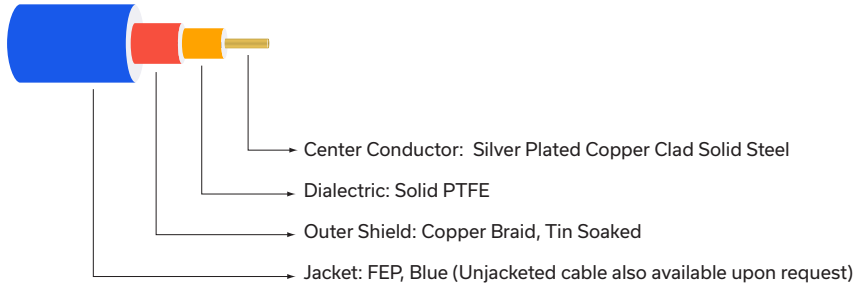 Center Conductor: Silver Plated Copper Clad Solid Steel
Dialectric: Solid PTFE
Outer Shield: Copper Braid, Tin Soaked
Jacket: FEP, Blue (Unjacketed cable also available upon request)